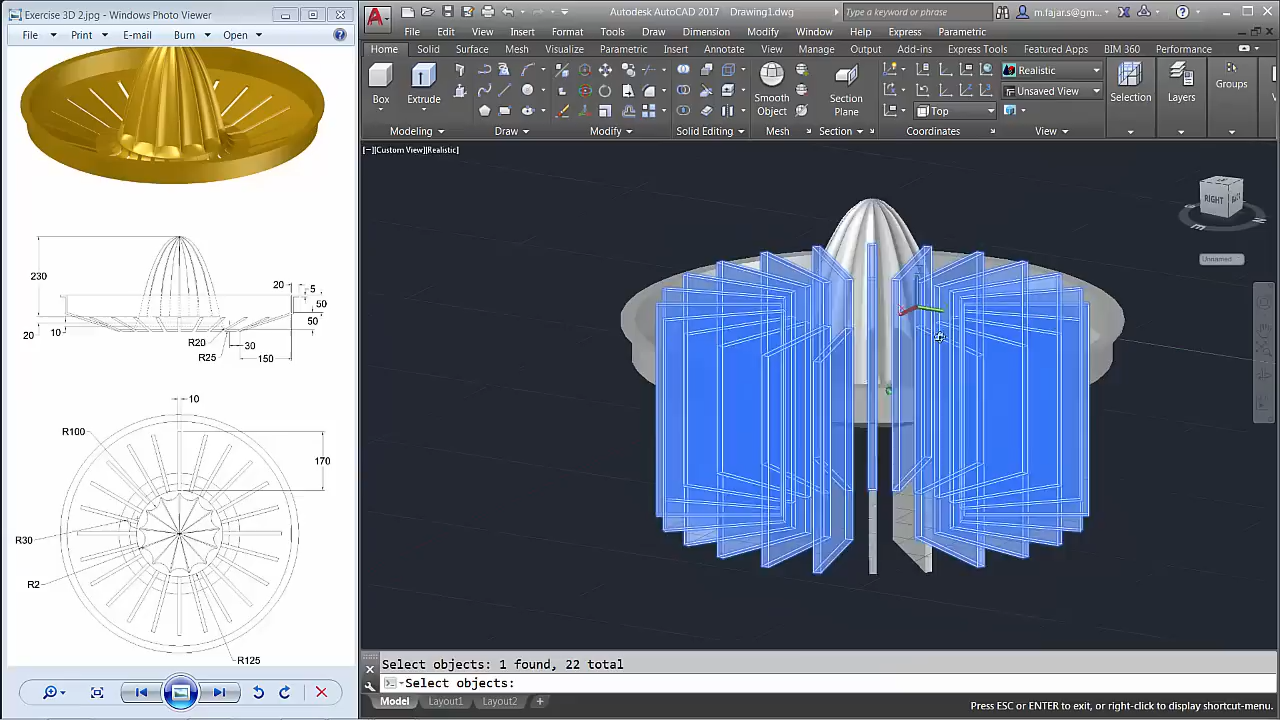 Exercise 3D 2.jpg - Windows Photo Viewer
File Print E-mail Burn Open
230
20
5
50
50
10
20
R20
30
R25
150
10
R100
170
R30
R2
R125
Autodesk AutoCAD 2017 Drawing1.dwg
Type a keyword or phrase
m.fajar.s@gm...
File Edit View Insert Format Tools Draw Dimension Modify Window Help Express Parametric
Home Solid Surface Mesh Visualize Parametric Insert Annotate View Manage Output Add-ins Express Tools Featured Apps BIM 360 Performance
Box
Extrude
Smooth Object
Section Plane
Realistic
Unsaved View
Top
Selection
Layers
Groups
Modeling Draw Modify Solid Editing Mesh Section Coordinates View
[−][Custom View][Realistic]
RIGHT
Unnamed
Select objects: 1 found, 22 total
Select objects:
Model Layout1 Layout2 +
Press ESC or ENTER to exit, or right-click to display shortcut-menu.